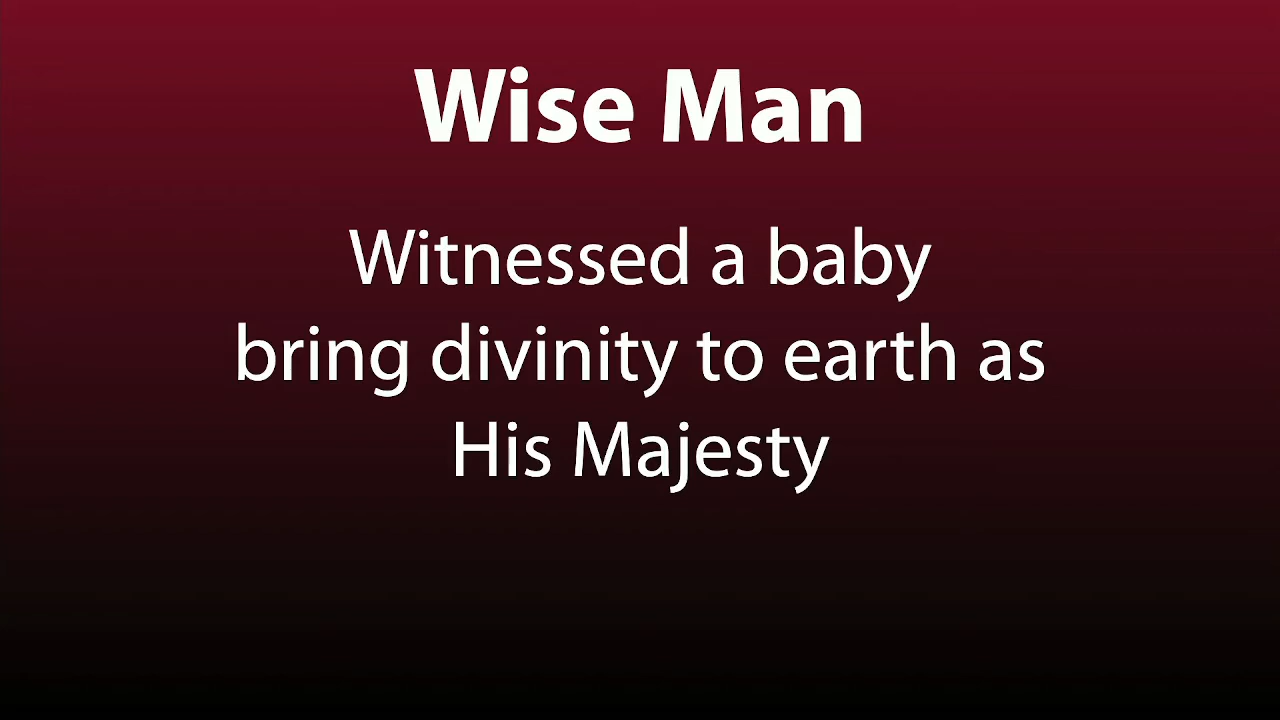 Wise Man
Witnessed a baby
bring divinity to earth as
His Majesty